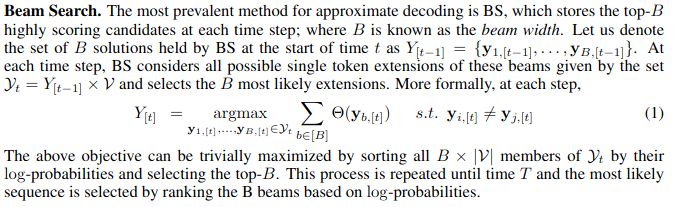 Beam Search. The most prevalent method for approximate decoding is BS, which stores the top-B
highly scoring candidates at each time step; where B is known as the beam width. Let us denote
the set of B solutions held by BS at the start of time t as Y_{[t−1]} = {y_{1,[t−1]}, . . . , y_{B,[t−1]}}. At
each time step, BS considers all possible single token extensions of these beams given by the set
𝒴_t = Y_{[t−1]} × 𝒱 and selects the B most likely extensions. More formally, at each step,
Y_{[t]} = argmax_{y_{1,[t]},...,y_{B,[t]}∈𝒴_t} ∑_{b∈[B]} Θ(y_{b,[t]}) s.t. y_{i,[t]} ≠ y_{j,[t]} (1)
The above objective can be trivially maximized by sorting all B × |𝒱| members of 𝒴_t by their
log-probabilities and selecting the top-B. This process is repeated until time T and the most likely
sequence is selected by ranking the B beams based on log-probabilities.